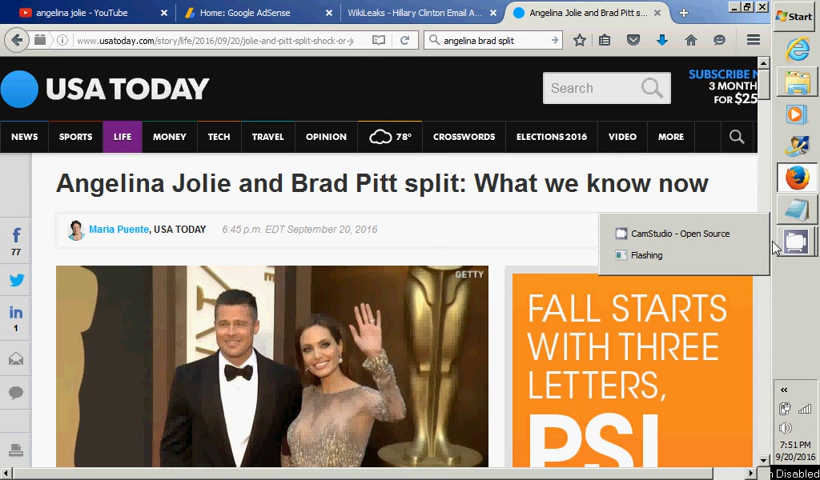 angelina jolie - YouTube
Home: Google AdSense
WikiLeaks - Hillary Clinton Email A...
Angelina Jolie and Brad Pitt s...
Start
www.usatoday.com/story/life/2016/09/20/jolie-and-pitt-split-shock-or-
angelina brad split
USA TODAY
Search
SUBSCRIBE
3 MONTH
FOR $25
NEWS
SPORTS
LIFE
MONEY
TECH
TRAVEL
OPINION
78°
CROSSWORDS
ELECTIONS 2016
VIDEO
MORE
Angelina Jolie and Brad Pitt split: What we know now
Maria Puente, USA TODAY 6:45 p.m. EDT September 20, 2016
77
1
CamStudio - Open Source
Flashing
GETTY
FALL STARTS
WITH THREE
LETTERS,
PSL
7:51 PM
9/20/2016
Disabled